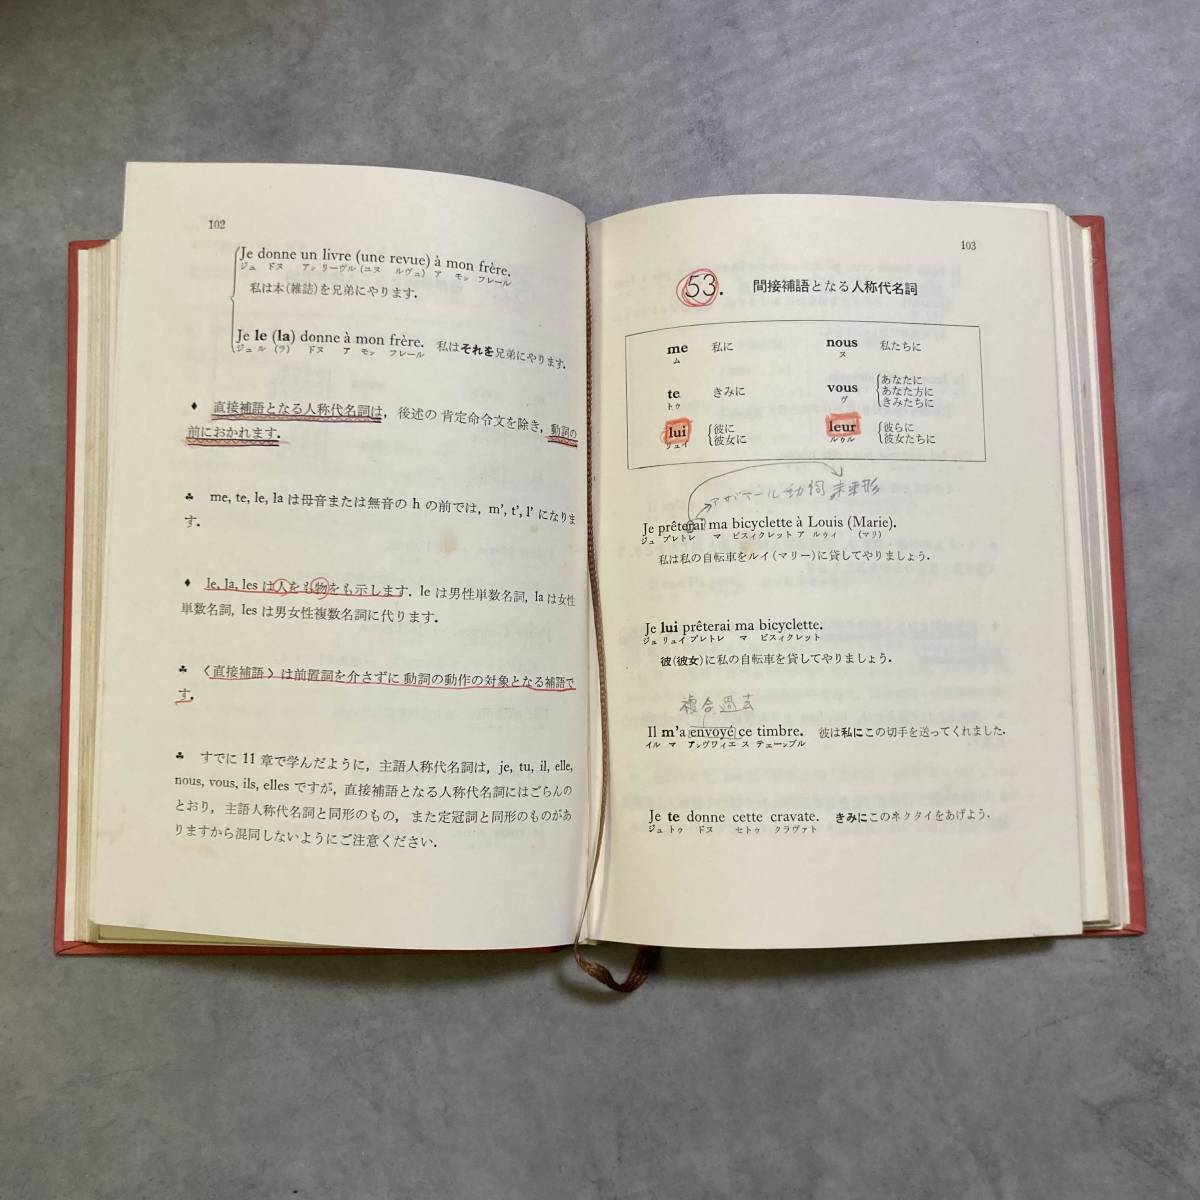 102
Je donne un livre (une revue) à mon frère.
ジュ ドヌ アン リーヴル (ユヌ ルヴュ) ア モン フレール
私は本(雑誌)を兄弟にやります.
Je le (la) donne à mon frère. 私はそれを兄弟にやります.
ジュ ル (ラ) ドヌ ア モン フレール
♦ 直接補語となる人称代名詞は, 後述の肯定命令文を除き, 動詞の
前におかれます.
♣ me, te, le, la は母音または無音の h の前では, m', t', l' になりま
す.
♦ le, la, les は人をも物をも示します. le は男性単数名詞, la は女性
単数名詞, les は男女性複数名詞に代ります.
♣ 〈直接補語〉は前置詞を介さずに動詞の動作の対象となる補語で
す.
♣ すでに 11 章で学んだように, 主語人称代名詞は, je, tu, il, elle,
nous, vous, ils, elles ですが, 直接補語となる人称代名詞にはごらんの
とおり, 主語人称代名詞と同形のもの, また定冠詞と同形のものがあ
りますから混同しないようにご注意ください.
103
53. 間接補語となる人称代名詞
me 私に nous 私たちに
ム ヌ
te きみに vous あなたに
トゥ ヴ あなた方に
きみたちに
lui 彼に leur 彼らに
リュイ 彼女に ルゥル 彼女たちに
動詞 未来形
Je prêterai ma bicyclette à Louis (Marie).
ジュ プレトレ マ ビスィクレット ア ルウィ (マリ)
私は私の自転車をルイ(マリー)に貸してやりましょう.
Je lui prêterai ma bicyclette.
ジュ リュイ プレトレ マ ビスィクレット
彼(彼女)に私の自転車を貸してやりましょう.
複合過去
Il m'a envoyé ce timbre. 彼は私にこの切手を送ってくれました.
イル マ アンヴワイエ ス テェーンブル
Je te donne cette cravate. きみにこのネクタイをあげよう.
ジュ トゥ ドヌ セトゥ クラヴァト